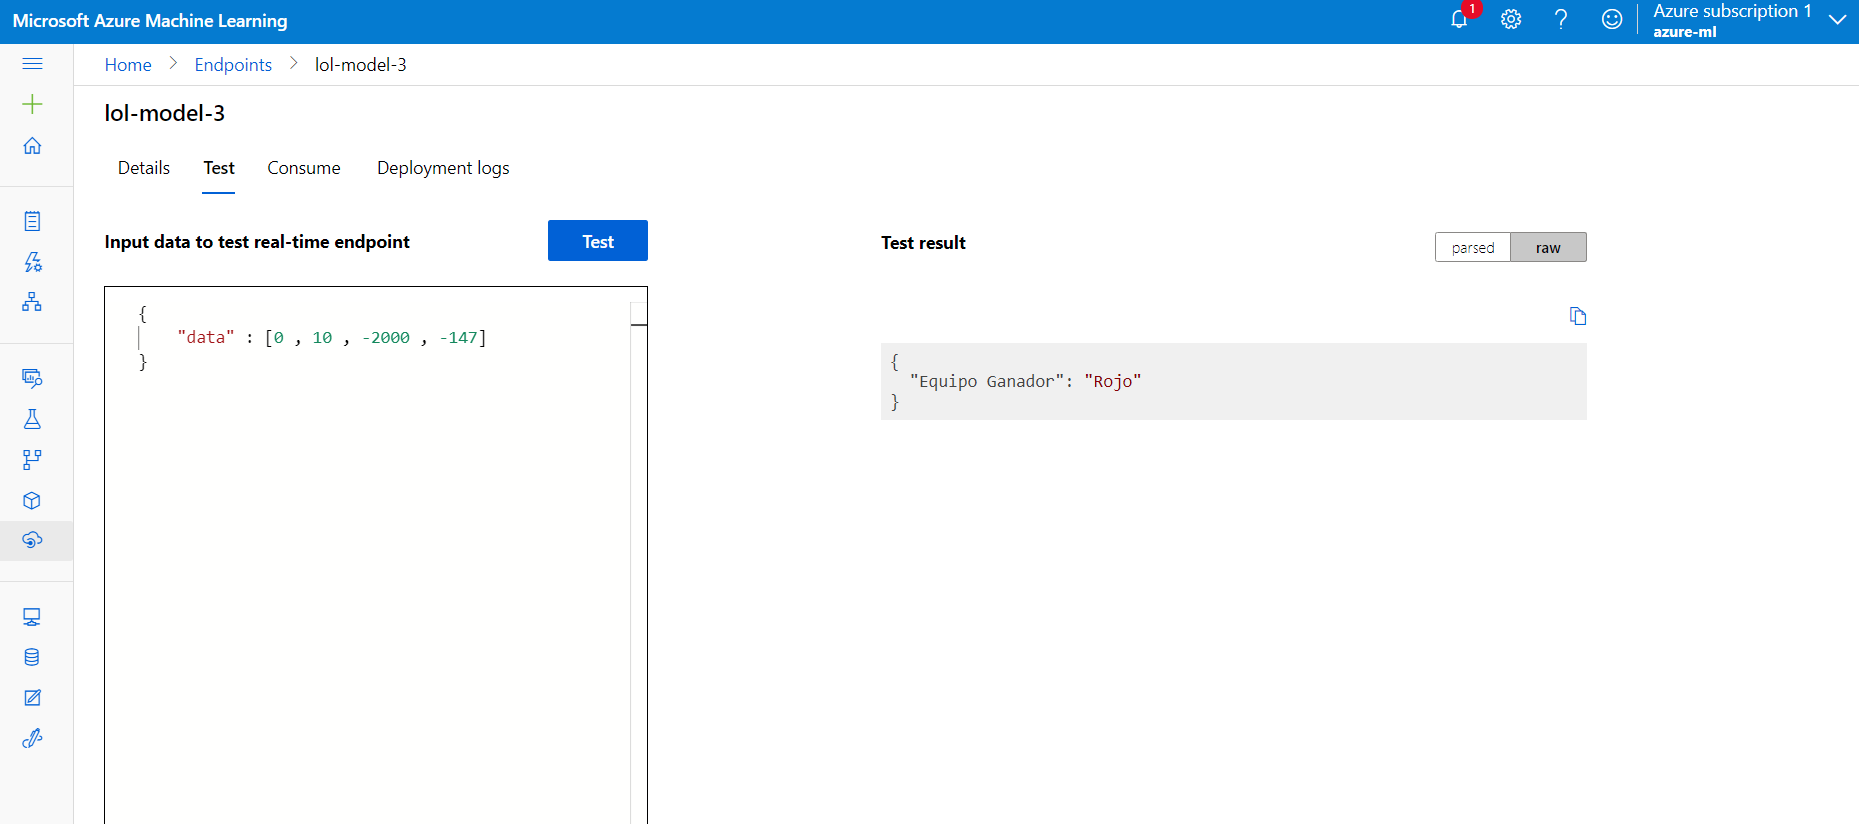 Microsoft Azure Machine Learning
1
Azure subscription 1
azure-ml
Home > Endpoints > lol-model-3
lol-model-3
Details Test Consume Deployment logs
Input data to test real-time endpoint
Test
Test result
parsed raw
{
"data" : [0 , 10 , -2000 , -147]
}
{
"Equipo Ganador": "Rojo"
}